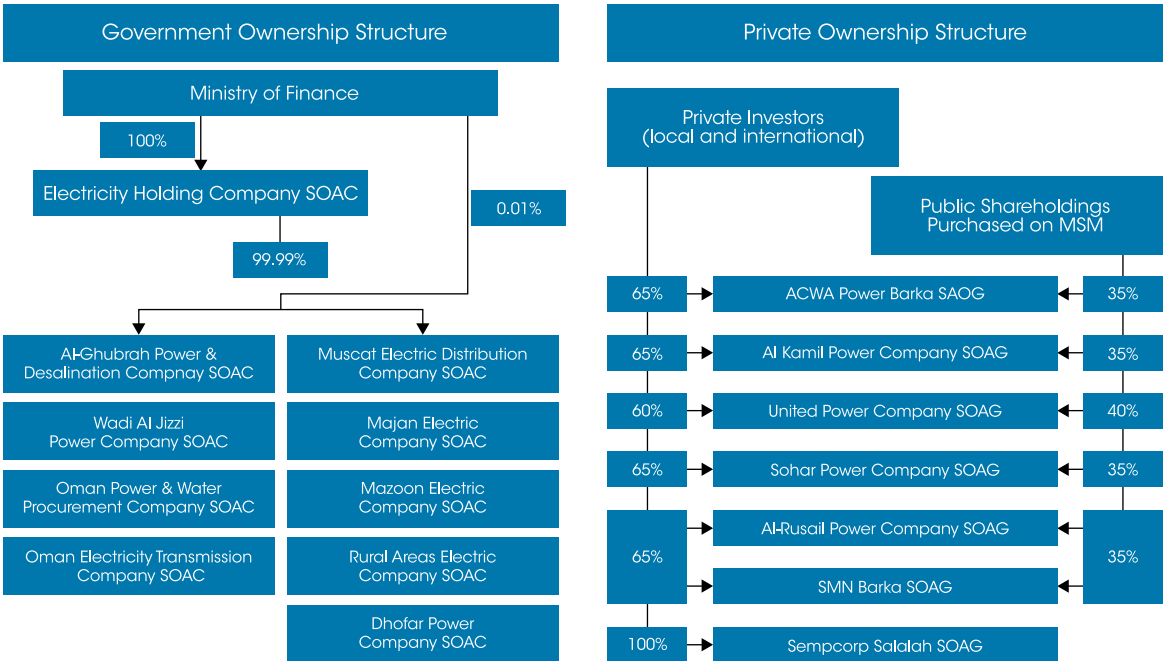 Government Ownership Structure
Ministry of Finance
100%
Electricity Holding Company SOAC
0.01%
99.99%
Al-Ghubrah Power &
Desalination Compnay SOAC
Wadi Al Jizzi
Power Company SOAC
Oman Power & Water
Procurement Company SOAC
Oman Electricity Transmission
Company SOAC
Muscat Electric Distribution
Company SOAC
Majan Electric
Company SOAC
Mazoon Electric
Company SOAC
Rural Areas Electric
Company SOAC
Dhofar Power
Company SOAC
Private Ownership Structure
Private Investors
(local and international)
Public Shareholdings
Purchased on MSM
65%
ACWA Power Barka SAOG
35%
65%
Al Kamil Power Company SOAG
35%
60%
United Power Company SOAG
40%
65%
Sohar Power Company SOAG
35%
Al-Rusail Power Company SOAG
65%
35%
SMN Barka SOAG
100%
Sempcorp Salalah SOAG